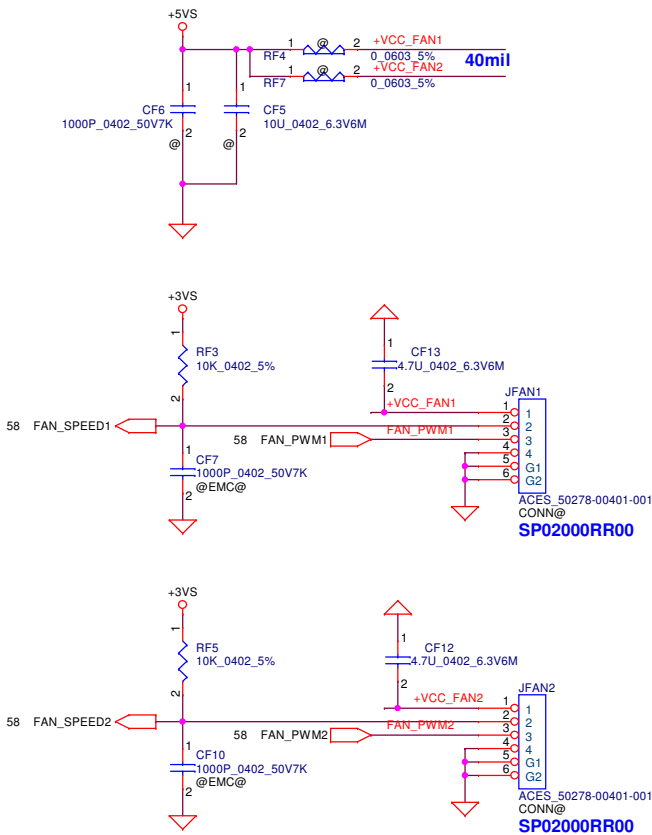 +5VS
1 @ 2 +VCC_FAN1
RF4 0_0603_5% 40mil
1 @ 2 +VCC_FAN2
RF7 0_0603_5%
1 1
CF6 CF5
1000P_0402_50V7K 10U_0402_6.3V6M
2 2
@ @
+3VS
1
RF3
10K_0402_5%
2
1
CF13
4.7U_0402_6.3V6M
2
+VCC_FAN1
JFAN1
1 1
58 FAN_SPEED1 2 2
58 FAN_PWM1 FAN_PWM1 3 3
4 4
5 G1
6 G2
1
CF7
1000P_0402_50V7K
@EMC@
2
ACES_50278-00401-001
CONN@
SP02000RR00
+3VS
1
RF5
10K_0402_5%
2
1
CF12
4.7U_0402_6.3V6M
2
+VCC_FAN2
JFAN2
1 1
58 FAN_SPEED2 2 2
58 FAN_PWM2 FAN_PWM2 3 3
4 4
5 G1
6 G2
1
CF10
1000P_0402_50V7K
@EMC@
2
ACES_50278-00401-001
CONN@
SP02000RR00